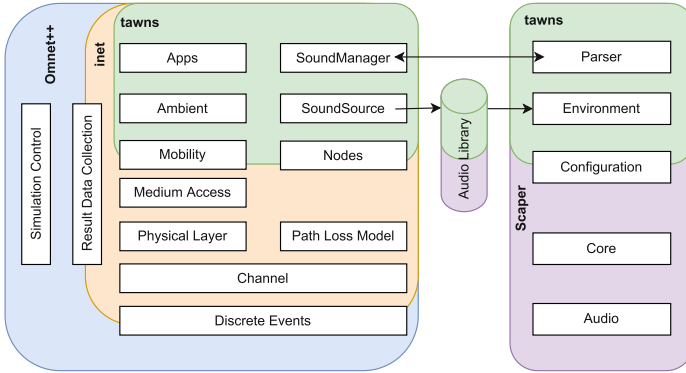 tawns
tawns
Omnet++
inet
Apps
SoundManager
Parser
Ambient
SoundSource
Environment
Simulation Control
Result Data Collection
Audio Library
Mobility
Nodes
Configuration
Medium Access
Scaper
Physical Layer
Path Loss Model
Core
Channel
Discrete Events
Audio